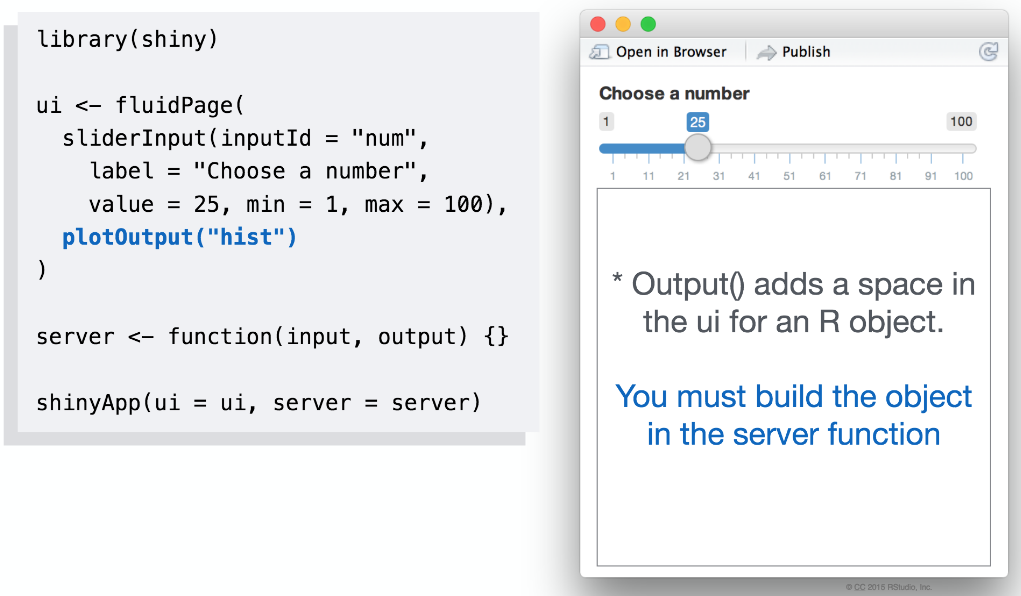 library(shiny)
ui <- fluidPage(
sliderInput(inputId = "num",
label = "Choose a number",
value = 25, min = 1, max = 100),
plotOutput("hist")
)
server <- function(input, output) {}
shinyApp(ui = ui, server = server)
Open in Browser
Publish
Choose a number
1 25 100
1 11 21 31 41 51 61 71 81 91 100
* Output() adds a space in
the ui for an R object.
You must build the object
in the server function
© CC 2015 RStudio, Inc.